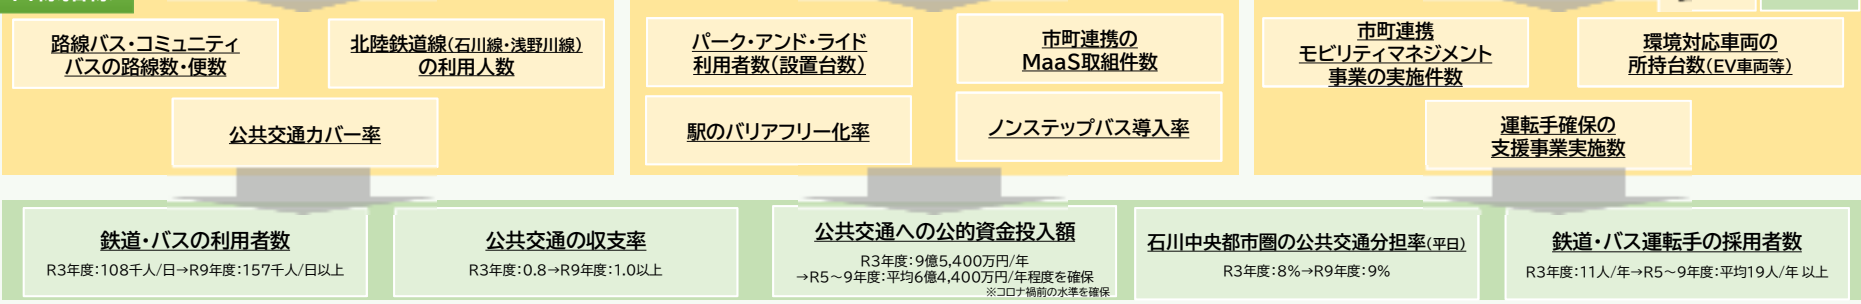 路線バス・コミュニティ
バスの路線数・便数
北陸鉄道線(石川線・浅野川線)
の利用人数
公共交通カバー率
パーク・アンド・ライド
利用者数(設置台数)
市町連携の
MaaS取組件数
駅のバリアフリー化率
ノンステップバス導入率
市町連携
モビリティマネジメント
事業の実施件数
環境対応車両の
所持台数(EV車両等)
運転手確保の
支援事業実施数
鉄道・バスの利用者数
R3年度:108千人/日→R9年度:157千人/日以上
公共交通の収支率
R3年度:0.8→R9年度:1.0以上
公共交通への公的資金投入額
R3年度:9億5,400万円/年
→R5~9年度:平均6億4,400万円/年程度を確保
※コロナ禍前の水準を確保
石川中央都市圏の公共交通分担率(平日)
R3年度:8%→R9年度:9%
鉄道・バス運転手の採用者数
R3年度:11人/年→R5~9年度:平均19人/年 以上